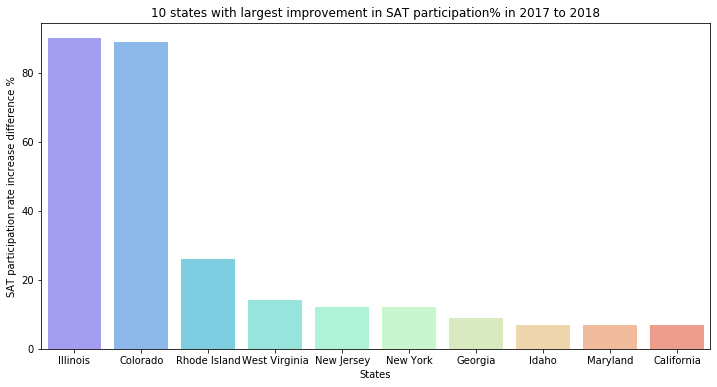 10 states with largest improvement in SAT participation% in 2017 to 2018
SAT participation rate increase difference %
80
60
40
20
0
Illinois Colorado Rhode Island West Virginia New Jersey New York Georgia Idaho Maryland California
States